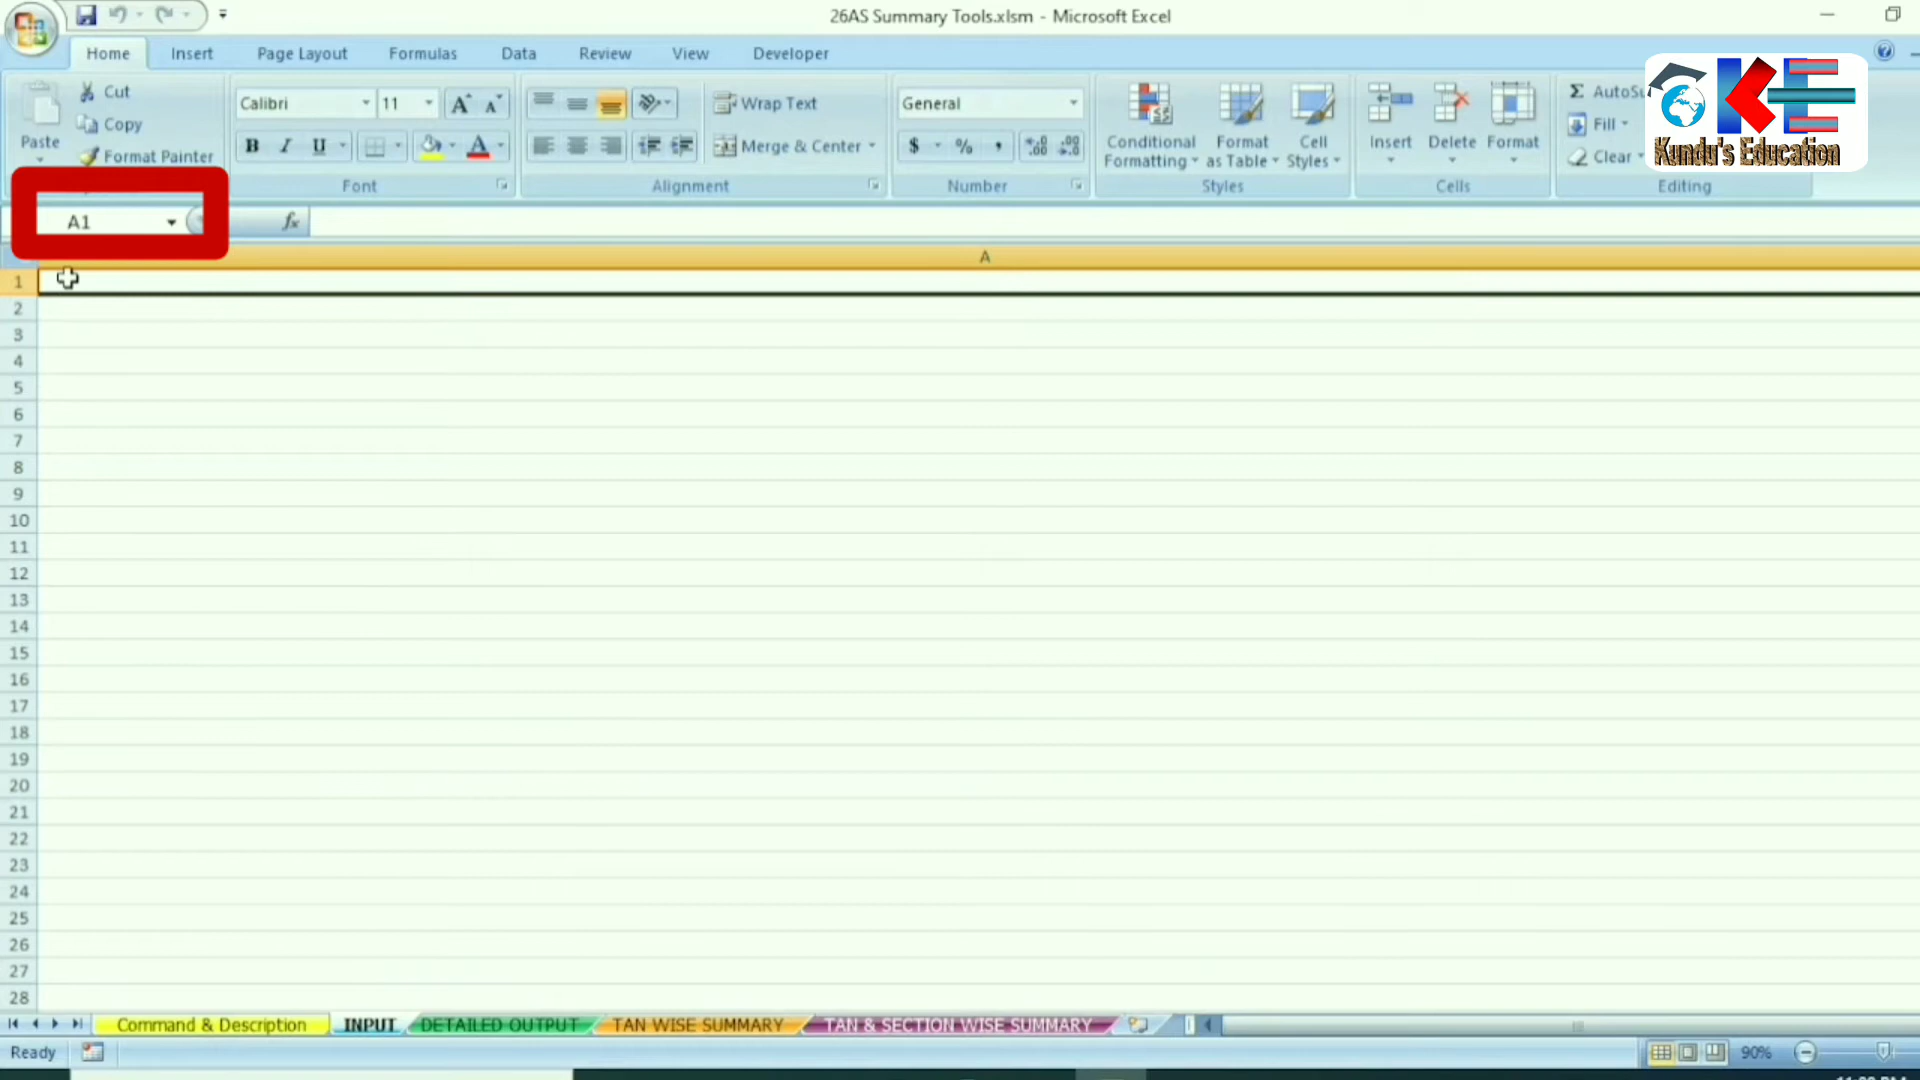 26AS Summary Tools.xlsm - Microsoft Excel
Home Insert Page Layout Formulas Data Review View Developer
Paste
Cut
Copy
Format Painter
Calibri 11
B I U
Font
Wrap Text
Merge & Center
Alignment
General
$ % ,
Number
Conditional Formatting
Format as Table
Cell Styles
Styles
Insert Delete Format
Cells
Σ AutoSu
Fill
Clear
Editing
KE
Kundu's Education
A1 fx
A
1
2
3
4
5
6
7
8
9
10
11
12
13
14
15
16
17
18
19
20
21
22
23
24
25
26
27
28
Command & Description INPUT DETAILED OUTPUT TAN WISE SUMMARY TAN & SECTION WISE SUMMARY
Ready 90%